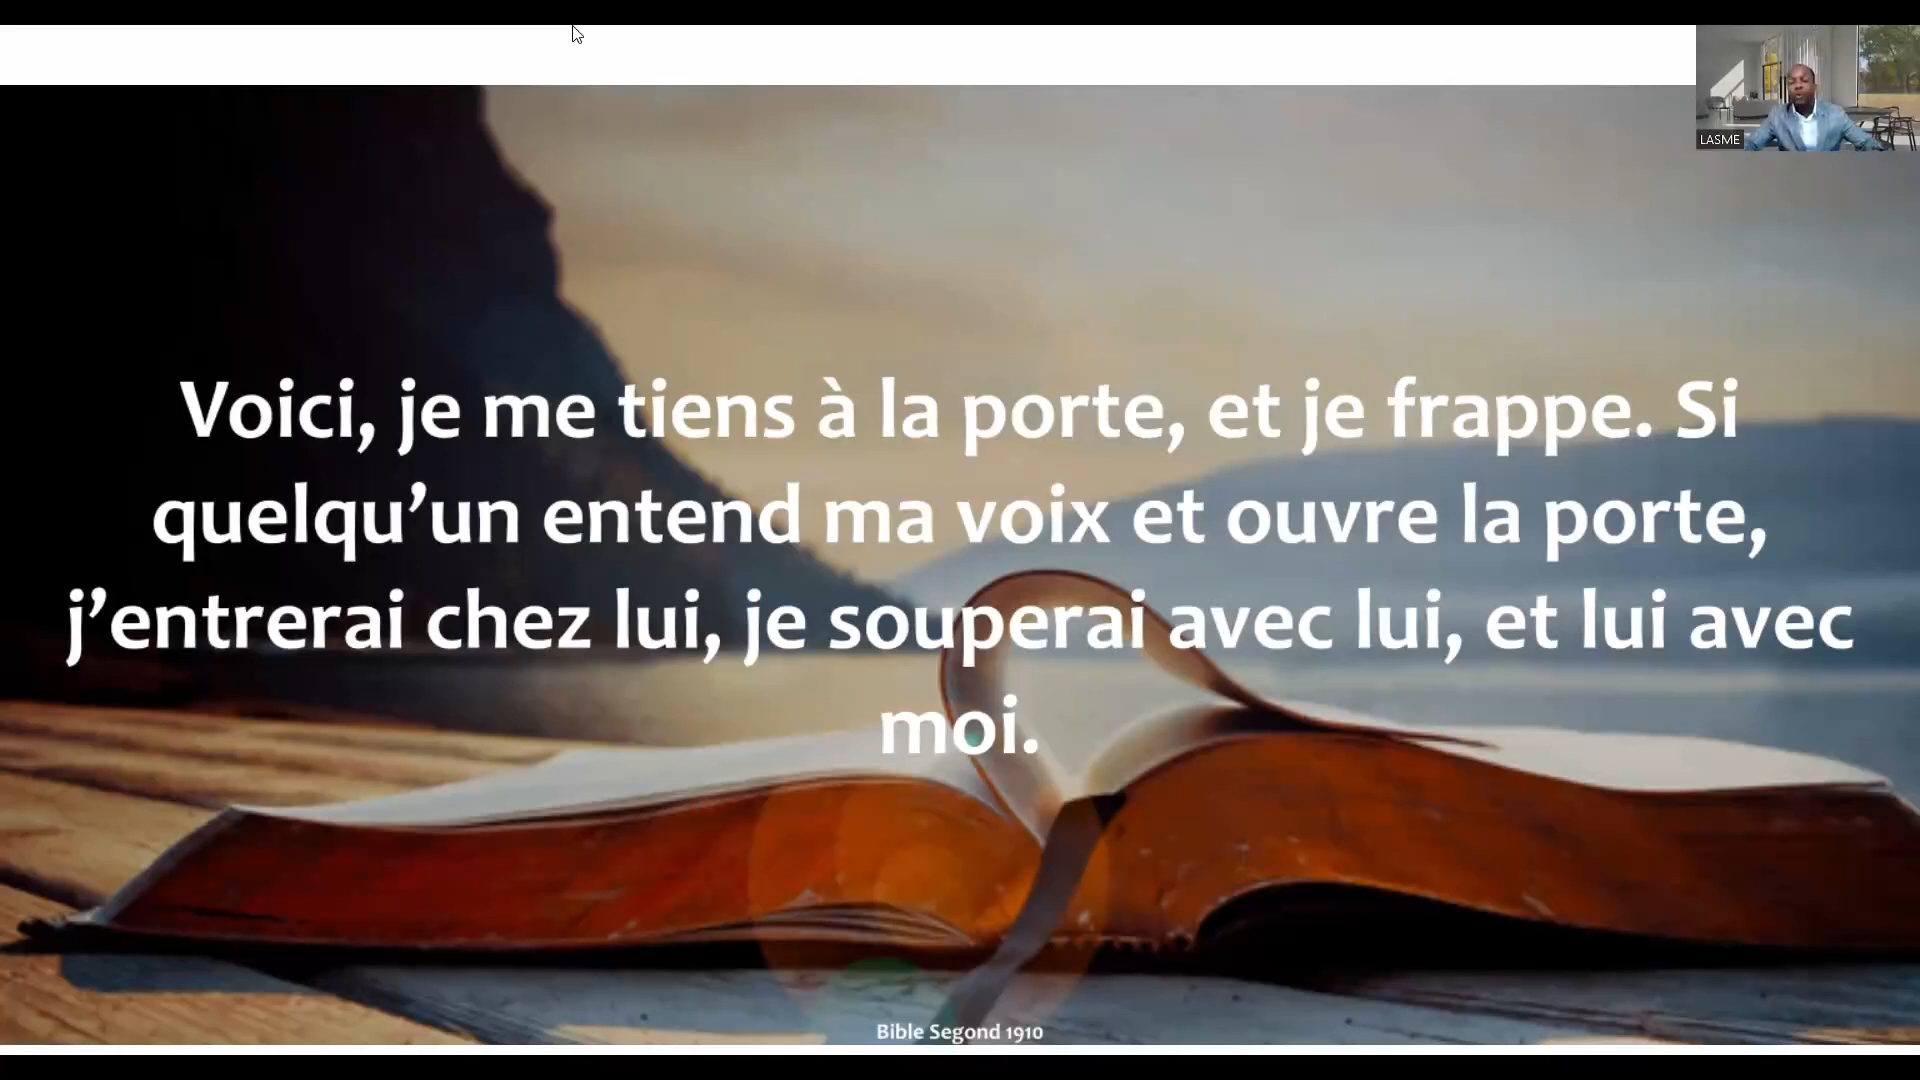 LASME
Voici, je me tiens à la porte, et je frappe. Si
quelqu’un entend ma voix et ouvre la porte,
j’entrerai chez lui, je souperai avec lui, et lui avec
moi.
Bible Segond 1910